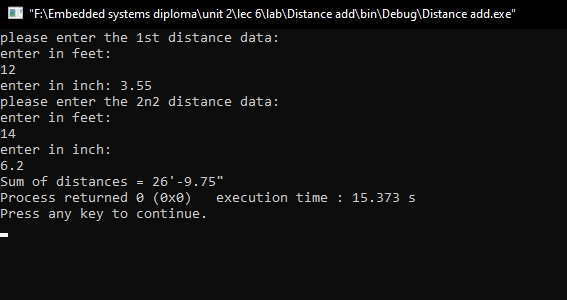 "F:\Embedded systems diploma\unit 2\lec 6\lab\Distance add\bin\Debug\Distance add.exe"
please enter the 1st distance data:
enter in feet:
12
enter in inch: 3.55
please enter the 2n2 distance data:
enter in feet:
14
enter in inch:
6.2
Sum of distances = 26'-9.75"
Process returned 0 (0x0)   execution time : 15.373 s
Press any key to continue.